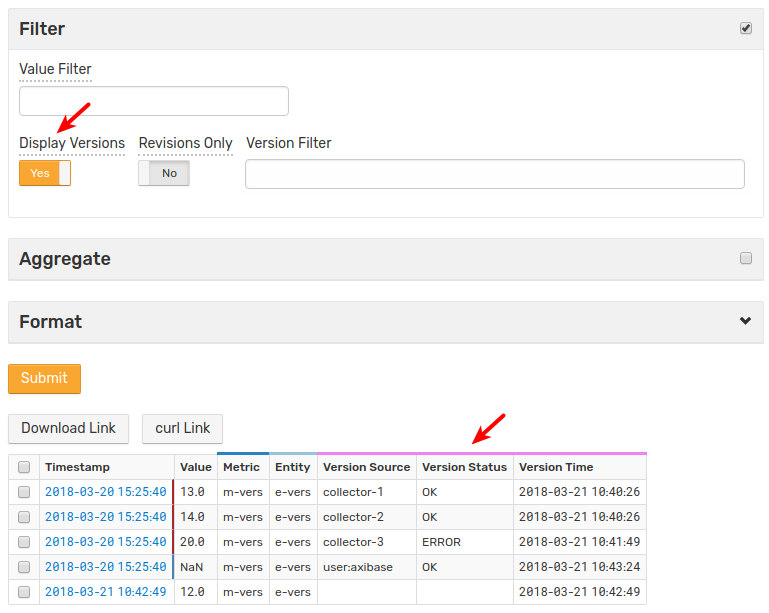 Filter
Value Filter
Display Versions Revisions Only Version Filter
Yes No
Aggregate
Format
Submit
Download Link curl Link
Timestamp Value Metric Entity Version Source Version Status Version Time
2018-03-20 15:25:40 13.0 m-vers e-vers collector-1 OK 2018-03-21 10:40:26
2018-03-20 15:25:40 14.0 m-vers e-vers collector-2 OK 2018-03-21 10:40:26
2018-03-20 15:25:40 20.0 m-vers e-vers collector-3 ERROR 2018-03-21 10:41:49
2018-03-20 15:25:40 NaN m-vers e-vers user:axibase OK 2018-03-21 10:43:24
2018-03-21 10:42:49 12.0 m-vers e-vers 2018-03-21 10:42:49